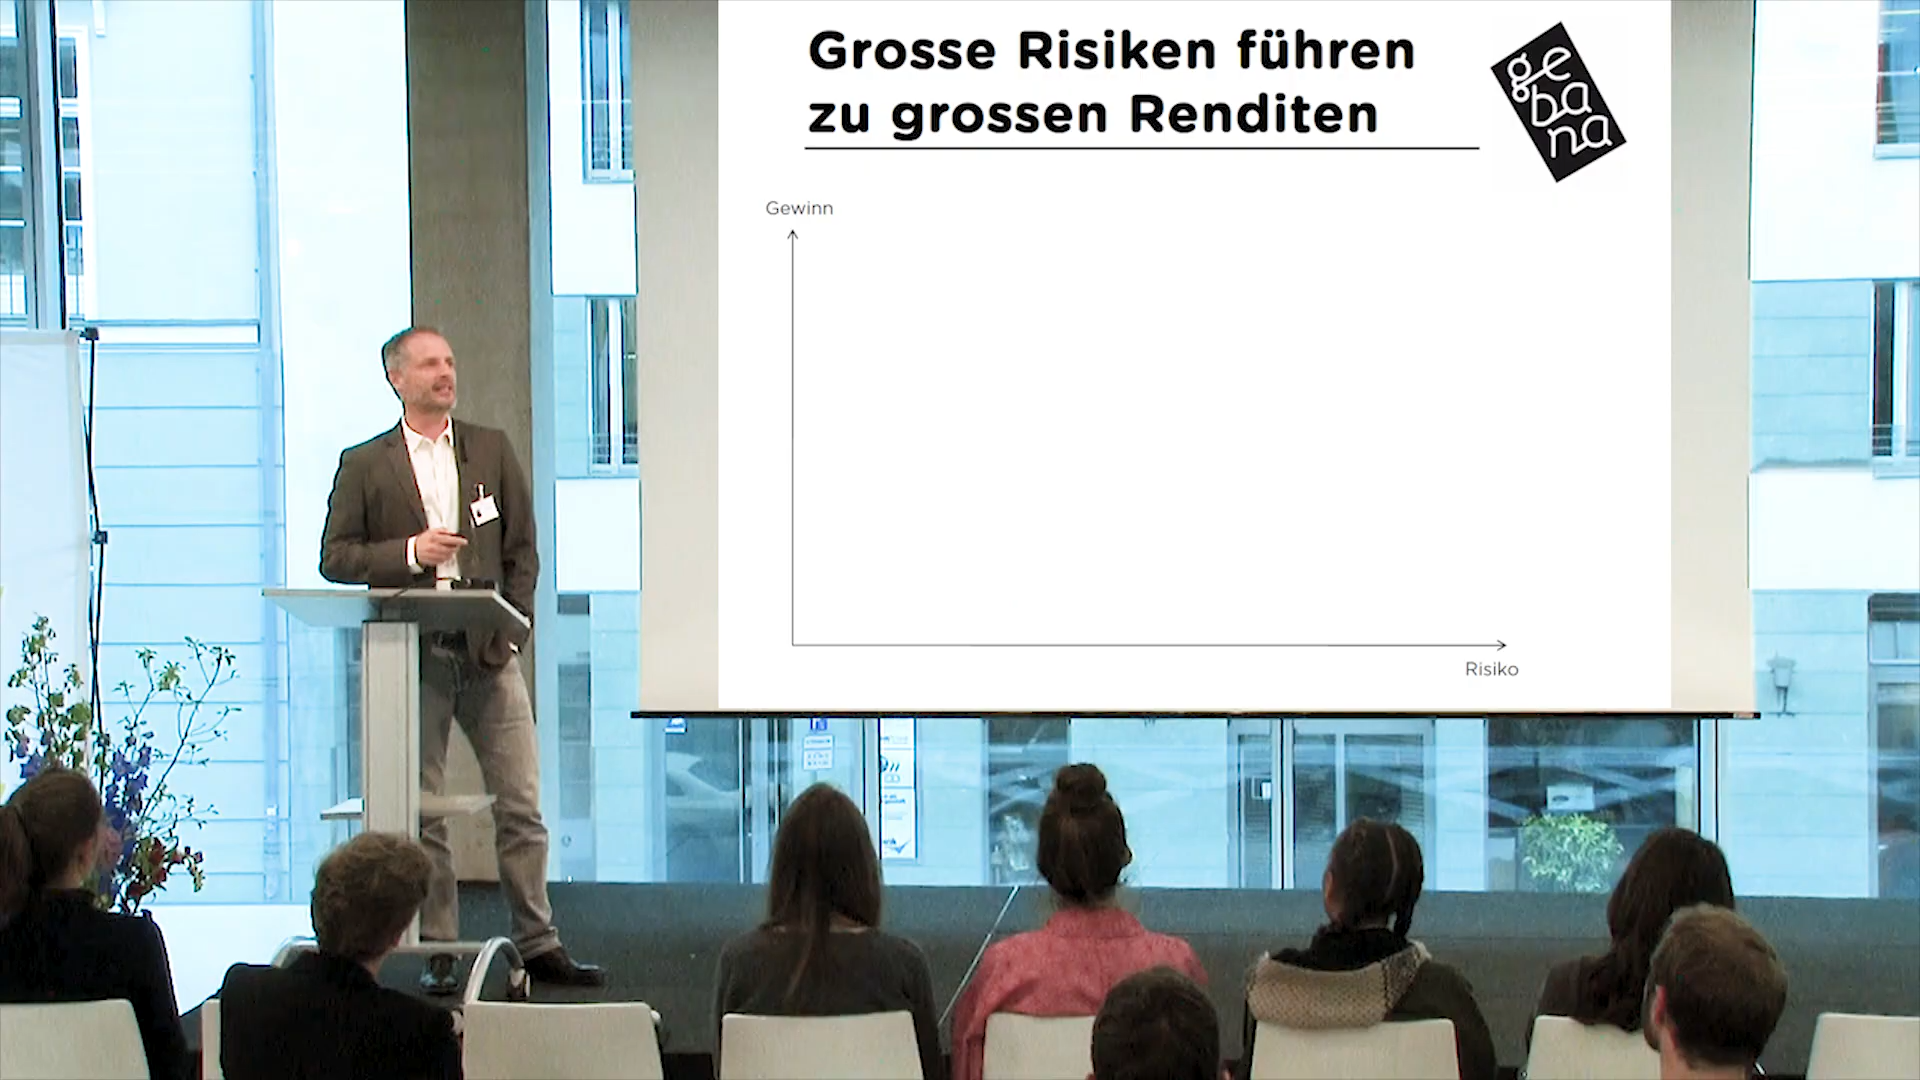 Grosse Risiken führen
zu grossen Renditen
gebana
Gewinn
Risiko